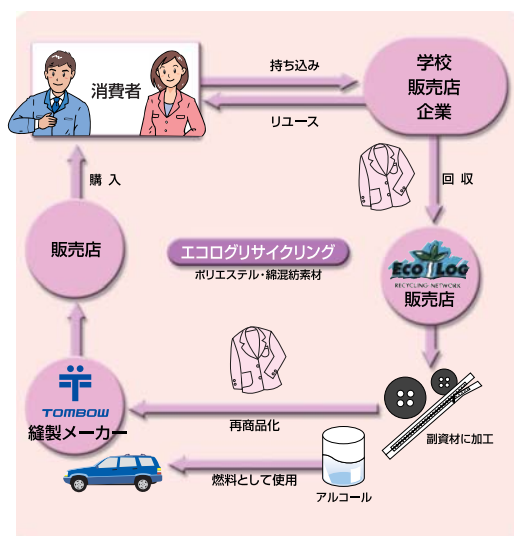 消費者
持ち込み
リユース
学校
販売店
企業
購 入
回 収
販売店
エコログリサイクリング
ポリエステル・綿混紡素材
ECOLOG
RECYCLING NETWORK
販売店
TOMBOW
縫製メーカー
再商品化
副資材に加工
燃料として使用
アルコール